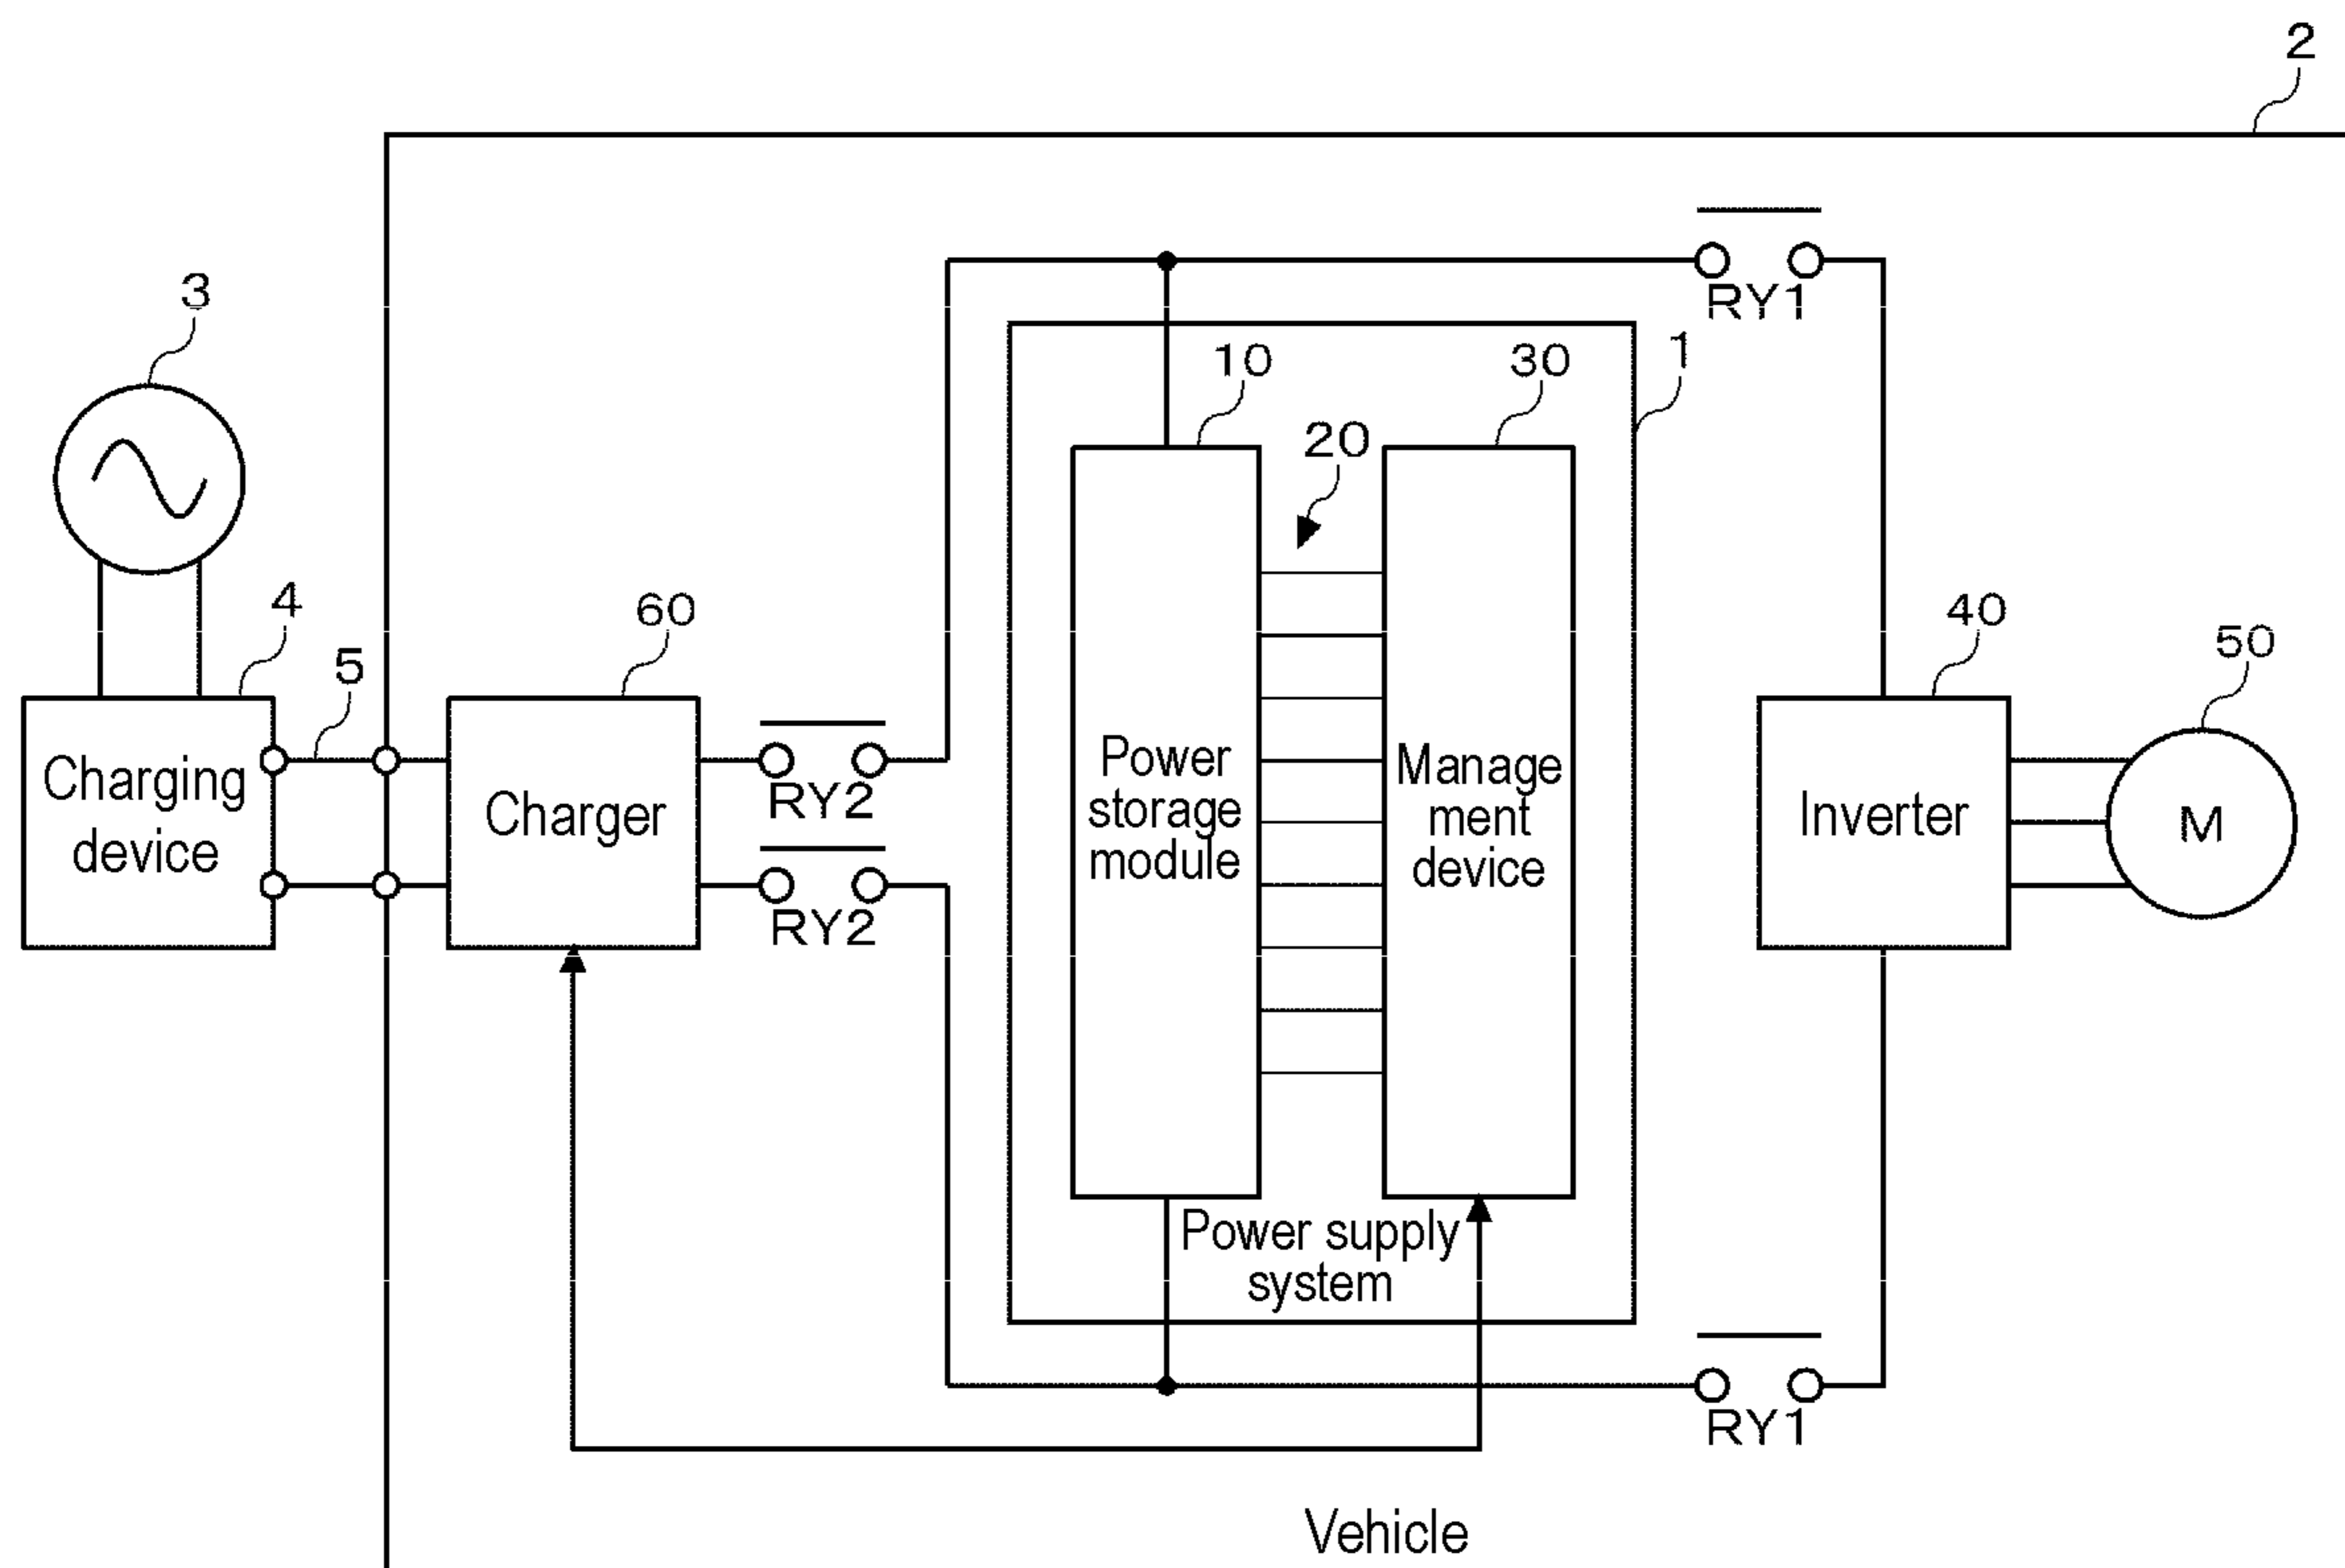 2
3
RY1
10
30
1
20
4
60
5
40
50
Charging
device
Charger
RY2
RY2
Power
storage
module
Manage
ment
device
Inverter
M
Power supply
system
RY1
Vehicle